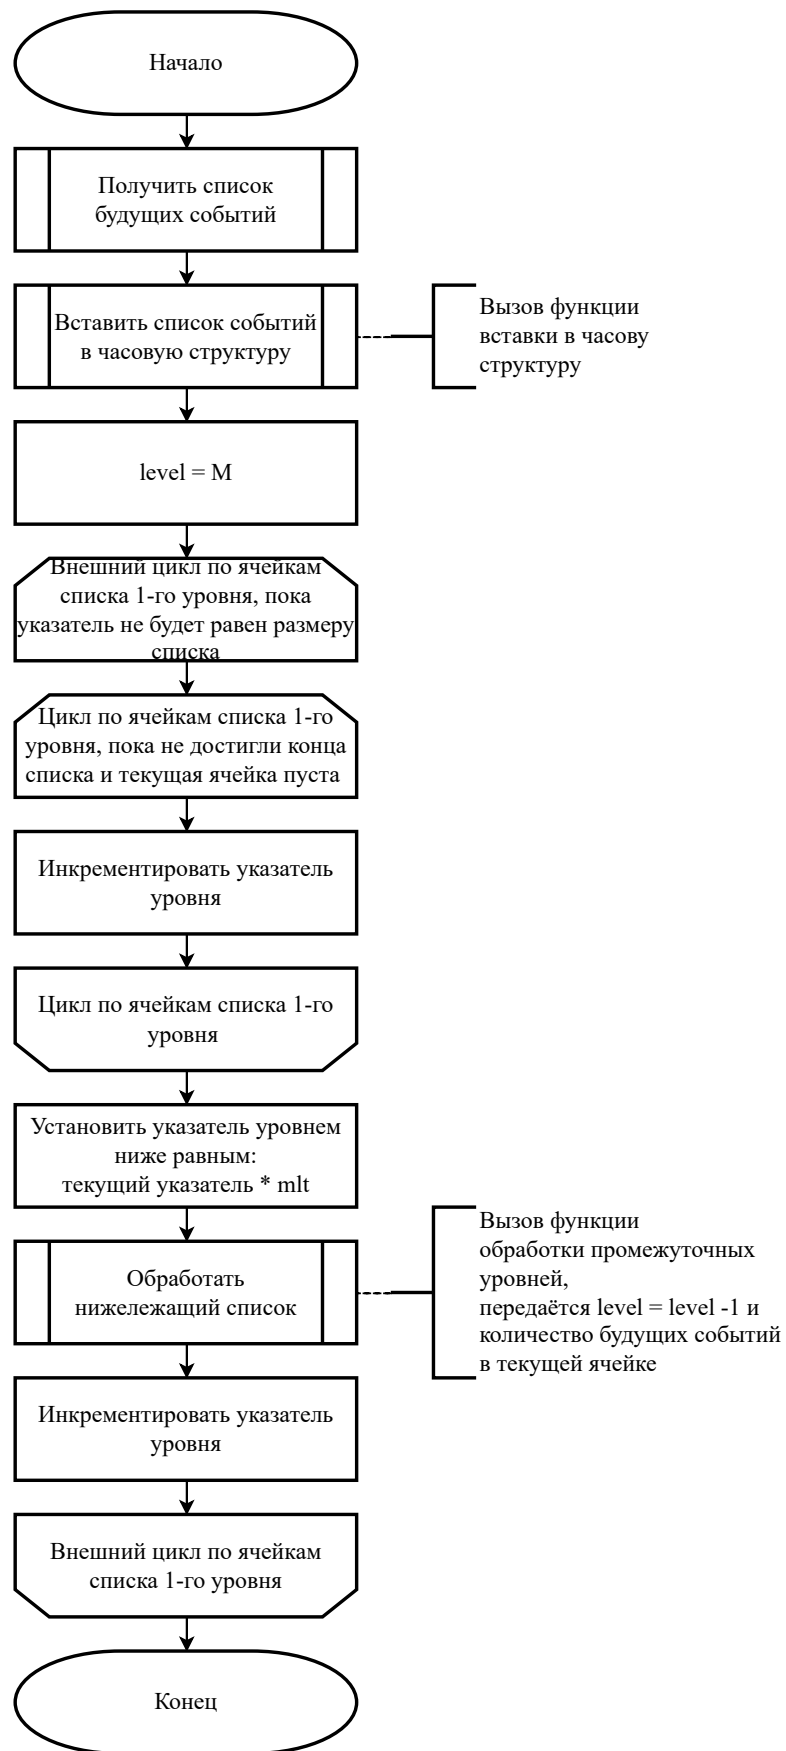 Начало
Получить список
будущих событий
Вставить список событий
в часовую структуру
Вызов функции
вставки в часову
структуру
level = M
Внешний цикл по ячейкам
списка 1-го уровня, пока
указатель не будет равен размеру
списка
Цикл по ячейкам списка 1-го
уровня, пока не достигли конца
списка и текущая ячейка пуста
Инкрементировать указатель
уровня
Цикл по ячейкам списка 1-го
уровня
Установить указатель уровнем
ниже равным:
текущий указатель * mlt
Обработать
нижележащий список
Вызов функции
обработки промежуточных
уровней,
передаётся level = level -1 и
количество будущих событий
в текущей ячейке
Инкрементировать указатель
уровня
Внешний цикл по ячейкам
списка 1-го уровня
Конец